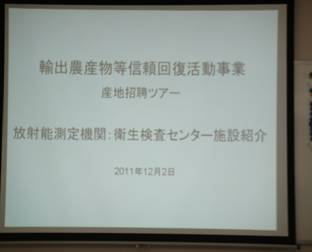 輸出農産物等信頼回復活動事業
産地招聘ツアー
放射能測定機関：衛生検査センター施設紹介
2011年12月2日